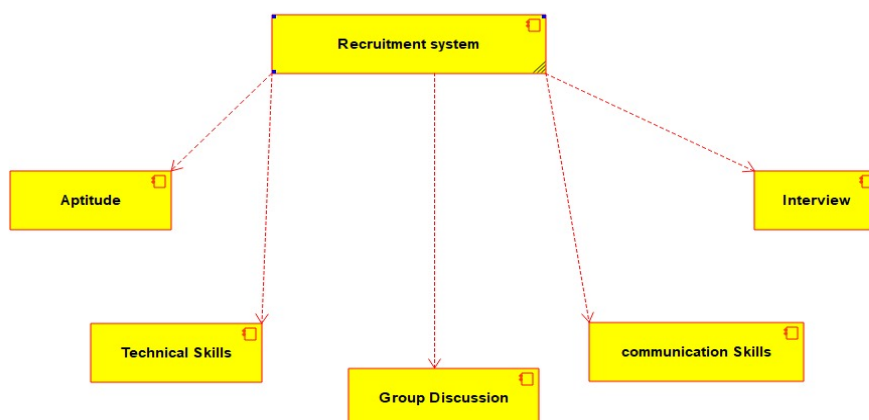 Recruitment system
Aptitude
Interview
Technical Skills
communication Skills
Group Discussion